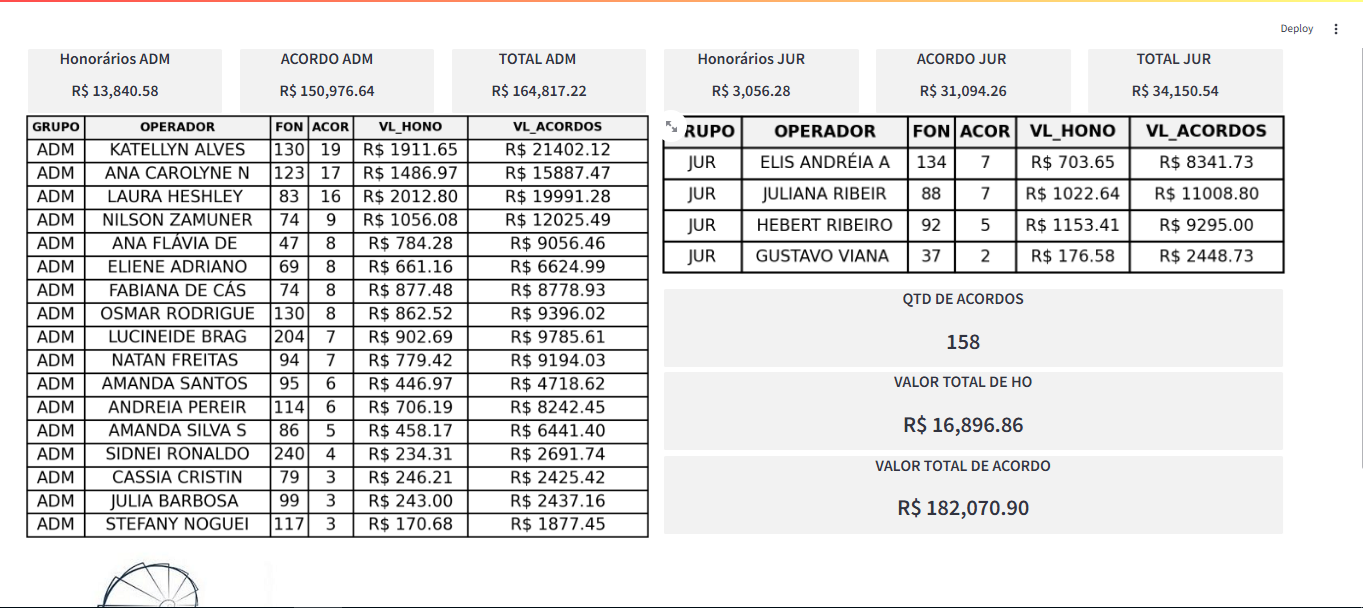 Deploy
Honorários ADM
R$ 13,840.58
ACORDO ADM
R$ 150,976.64
TOTAL ADM
R$ 164,817.22
Honorários JUR
R$ 3,056.28
ACORDO JUR
R$ 31,094.26
TOTAL JUR
R$ 34,150.54
GRUPO OPERADOR FON ACOR VL_HONO VL_ACORDOS
ADM KATELLYN ALVES 130 19 R$ 1911.65 R$ 21402.12
ADM ANA CAROLYNE N 123 17 R$ 1486.97 R$ 15887.47
ADM LAURA HESHLEY 83 16 R$ 2012.80 R$ 19991.28
ADM NILSON ZAMUNER 74 9 R$ 1056.08 R$ 12025.49
ADM ANA FLÁVIA DE 47 8 R$ 784.28 R$ 9056.46
ADM ELIENE ADRIANO 69 8 R$ 661.16 R$ 6624.99
ADM FABIANA DE CÁS 74 8 R$ 877.48 R$ 8778.93
ADM OSMAR RODRIGUE 130 8 R$ 862.52 R$ 9396.02
ADM LUCINEIDE BRAG 204 7 R$ 902.69 R$ 9785.61
ADM NATAN FREITAS 94 7 R$ 779.42 R$ 9194.03
ADM AMANDA SANTOS 95 6 R$ 446.97 R$ 4718.62
ADM ANDREIA PEREIR 114 6 R$ 706.19 R$ 8242.45
ADM AMANDA SILVA S 86 5 R$ 458.17 R$ 6441.40
ADM SIDNEI RONALDO 240 4 R$ 234.31 R$ 2691.74
ADM CASSIA CRISTIN 79 3 R$ 246.21 R$ 2425.42
ADM JULIA BARBOSA 99 3 R$ 243.00 R$ 2437.16
ADM STEFANY NOGUEI 117 3 R$ 170.68 R$ 1877.45
RUPO OPERADOR FON ACOR VL_HONO VL_ACORDOS
JUR ELIS ANDRÉIA A 134 7 R$ 703.65 R$ 8341.73
JUR JULIANA RIBEIR 88 7 R$ 1022.64 R$ 11008.80
JUR HEBERT RIBEIRO 92 5 R$ 1153.41 R$ 9295.00
JUR GUSTAVO VIANA 37 2 R$ 176.58 R$ 2448.73
QTD DE ACORDOS
158
VALOR TOTAL DE HO
R$ 16,896.86
VALOR TOTAL DE ACORDO
R$ 182,070.90